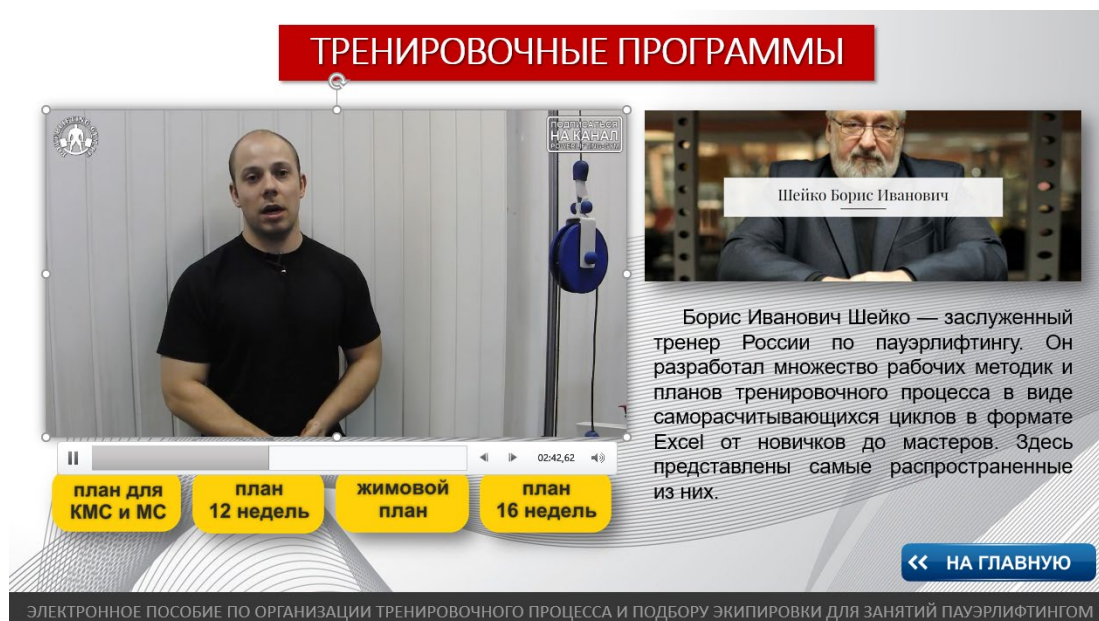 ТРЕНИРОВОЧНЫЕ ПРОГРАММЫ
ПОДПИСАТЬСЯ
НА КАНАЛ
POWERLIFTING-GYM
Шейко Борис Иванович
Борис Иванович Шейко — заслуженный
тренер России по пауэрлифтингу. Он
разработал множество рабочих методик и
планов тренировочного процесса в виде
саморасчитывающихся циклов в формате
Excel от новичков до мастеров. Здесь
представлены самые распространенные
из них.
02:42,62
план для
КМС и МС
план
12 недель
жимовой
план
план
16 недель
<< НА ГЛАВНУЮ
ЭЛЕКТРОННОЕ ПОСОБИЕ ПО ОРГАНИЗАЦИИ ТРЕНИРОВОЧНОГО ПРОЦЕССА И ПОДБОРУ ЭКИПИРОВКИ ДЛЯ ЗАНЯТИЙ ПАУЭРЛИФТИНГОМ